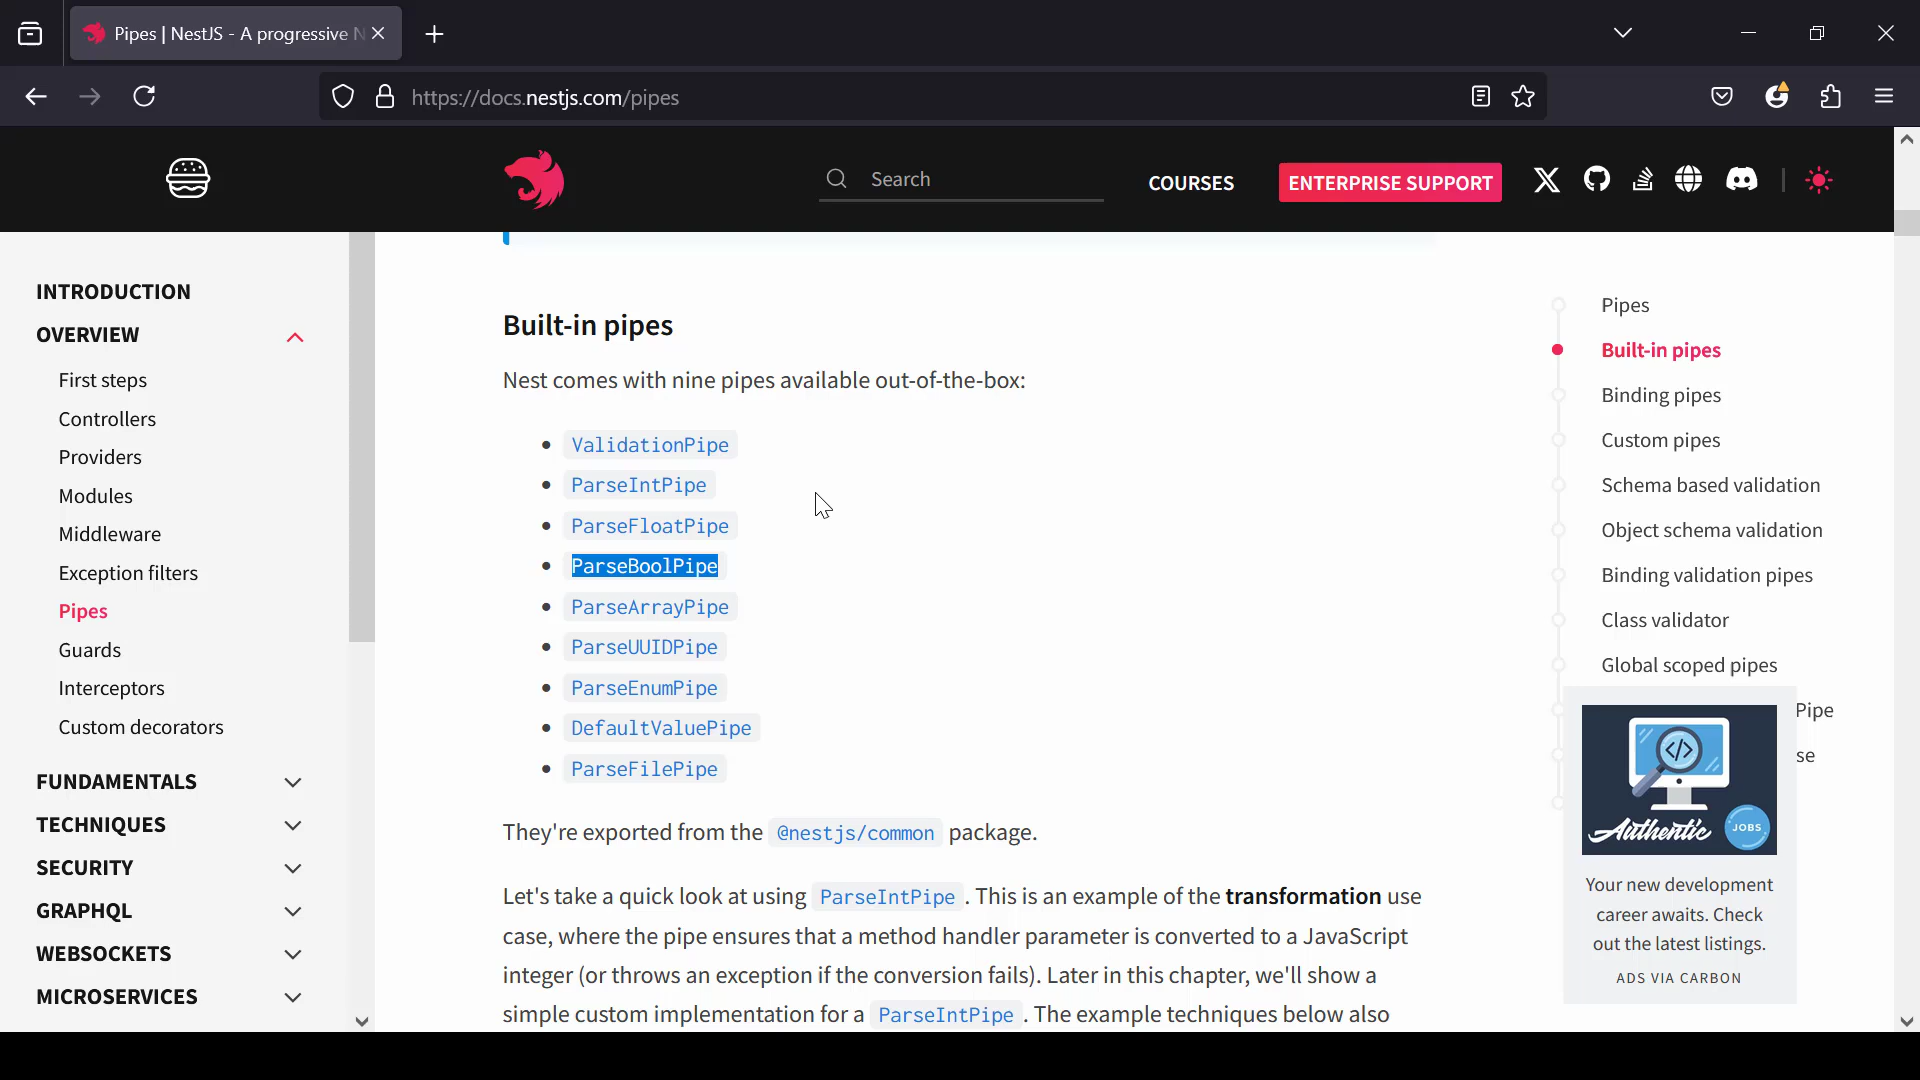 Pipes | NestJS - A progressive N
https://docs.nestjs.com/pipes
Search
COURSES
ENTERPRISE SUPPORT
INTRODUCTION
OVERVIEW
First steps
Controllers
Providers
Modules
Middleware
Exception filters
Pipes
Guards
Interceptors
Custom decorators
FUNDAMENTALS
TECHNIQUES
SECURITY
GRAPHQL
WEBSOCKETS
MICROSERVICES
Built-in pipes
Nest comes with nine pipes available out-of-the-box:
ValidationPipe
ParseIntPipe
ParseFloatPipe
ParseBoolPipe
ParseArrayPipe
ParseUUIDPipe
ParseEnumPipe
DefaultValuePipe
ParseFilePipe
They're exported from the @nestjs/common package.
Let's take a quick look at using ParseIntPipe. This is an example of the transformation use
case, where the pipe ensures that a method handler parameter is converted to a JavaScript
integer (or throws an exception if the conversion fails). Later in this chapter, we'll show a
simple custom implementation for a ParseIntPipe. The example techniques below also
Pipes
Built-in pipes
Binding pipes
Custom pipes
Schema based validation
Object schema validation
Binding validation pipes
Class validator
Global scoped pipes
Pipe
se
</>
Authentic JOBS
Your new development
career awaits. Check
out the latest listings.
ADS VIA CARBON